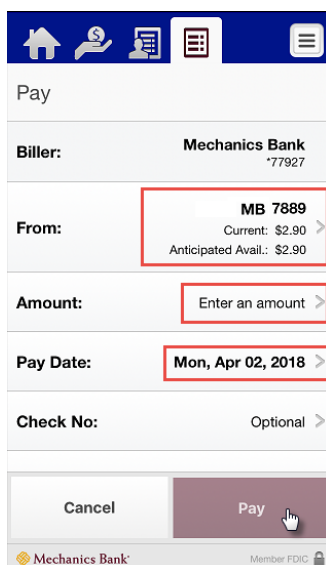 Pay
Biller: Mechanics Bank
*77927
MB 7889
From: Current: $2.90
Anticipated Avail.: $2.90
Amount: Enter an amount
Pay Date: Mon, Apr 02, 2018
Check No: Optional
Cancel Pay
Mechanics Bank Member FDIC